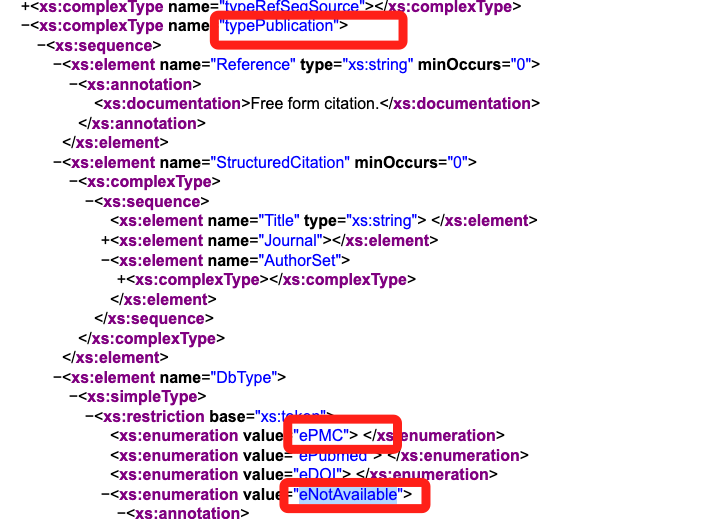 +<xs:complexType name="typeRefSeqSource"></xs:complexType>
−<xs:complexType name="typePublication">
−<xs:sequence>
−<xs:element name="Reference" type="xs:string" minOccurs="0">
−<xs:annotation>
<xs:documentation>Free form citation.</xs:documentation>
</xs:annotation>
</xs:element>
−<xs:element name="StructuredCitation" minOccurs="0">
−<xs:complexType>
−<xs:sequence>
<xs:element name="Title" type="xs:string"> </xs:element>
+<xs:element name="Journal"></xs:element>
−<xs:element name="AuthorSet">
+<xs:complexType></xs:complexType>
</xs:element>
</xs:sequence>
</xs:complexType>
</xs:element>
−<xs:element name="DbType">
−<xs:simpleType>
−<xs:restriction base="xs:token">
<xs:enumeration value="ePMC"> </xs:enumeration>
<xs:enumeration value="ePubmed"> </xs:enumeration>
<xs:enumeration value="eDOI"> </xs:enumeration>
−<xs:enumeration value="eNotAvailable">
−<xs:annotation>